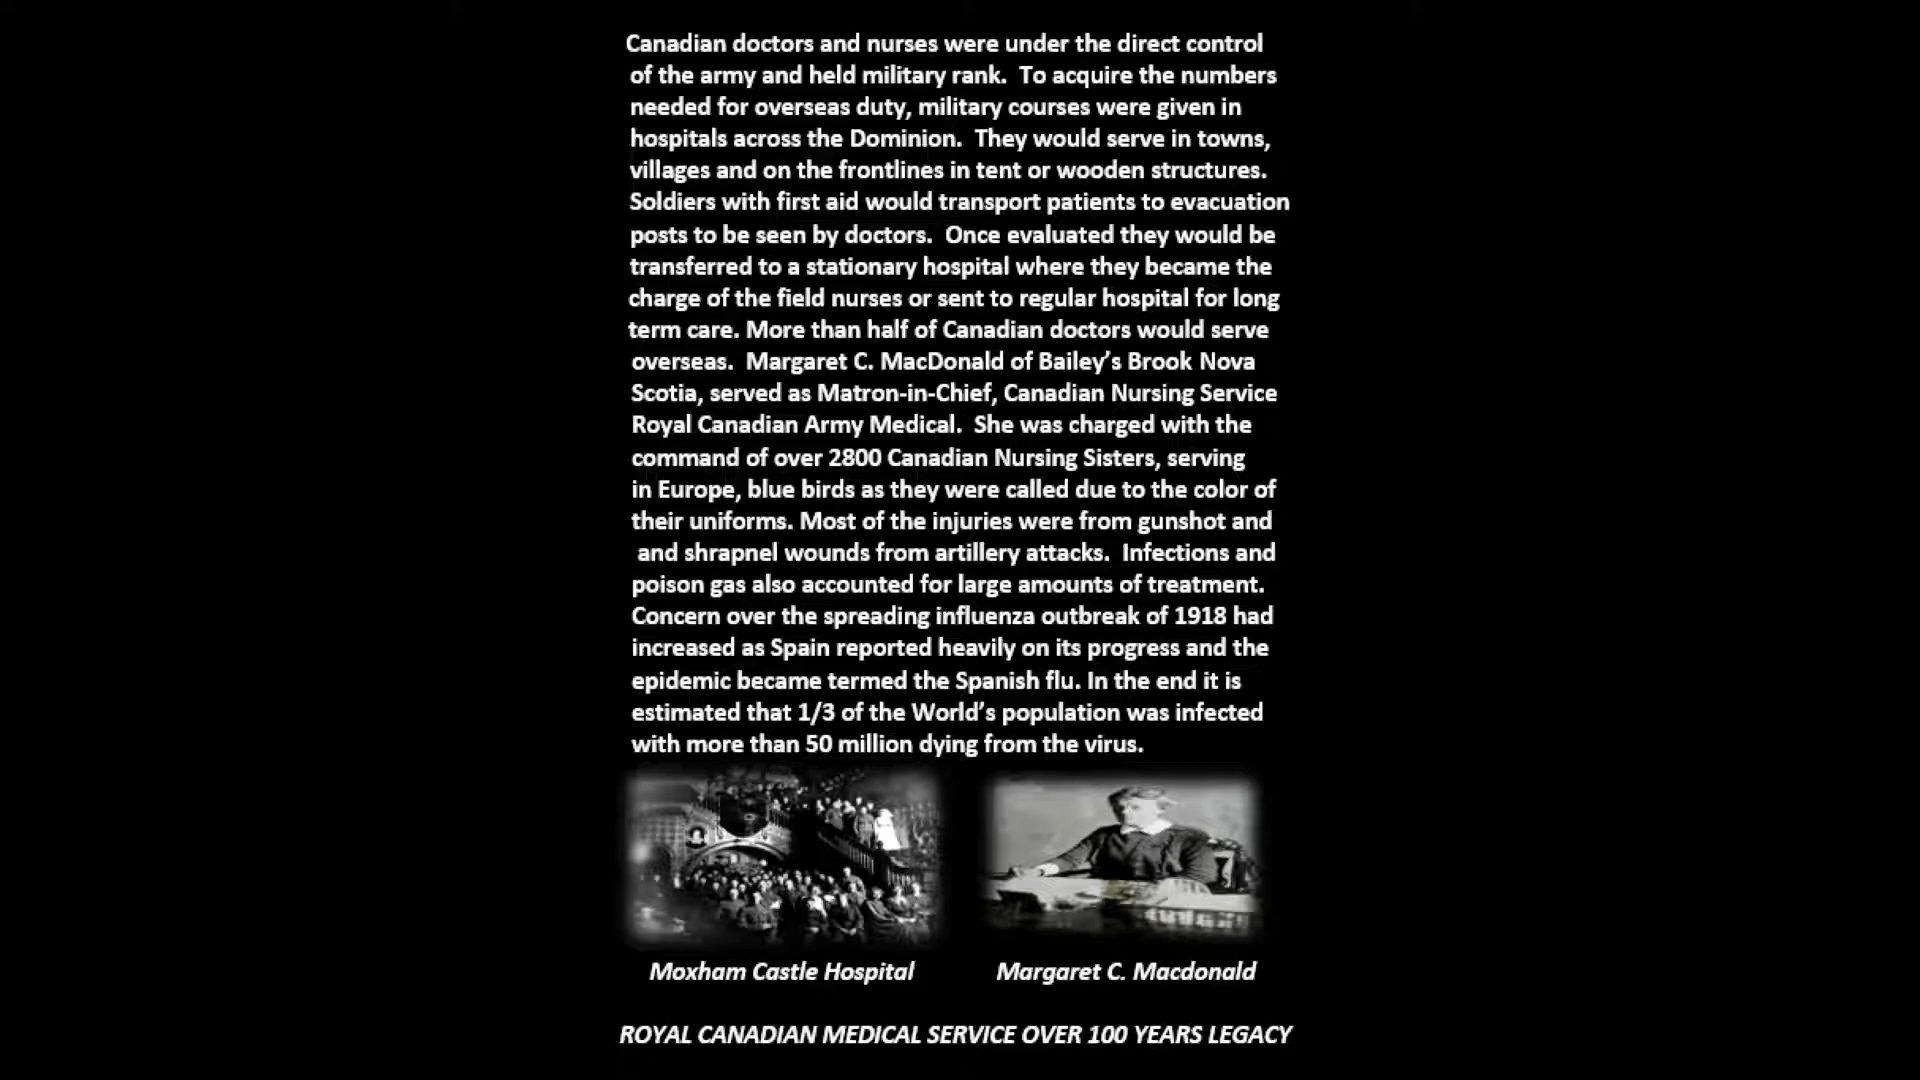 Canadian doctors and nurses were under the direct control
of the army and held military rank.  To acquire the numbers
needed for overseas duty, military courses were given in
hospitals across the Dominion.  They would serve in towns,
villages and on the frontlines in tent or wooden structures.
Soldiers with first aid would transport patients to evacuation
posts to be seen by doctors.  Once evaluated they would be
transferred to a stationary hospital where they became the
charge of the field nurses or sent to regular hospital for long
term care. More than half of Canadian doctors would serve
overseas.  Margaret C. MacDonald of Bailey’s Brook Nova
Scotia, served as Matron-in-Chief, Canadian Nursing Service
Royal Canadian Army Medical.  She was charged with the
command of over 2800 Canadian Nursing Sisters, serving
in Europe, blue birds as they were called due to the color of
their uniforms. Most of the injuries were from gunshot and
and shrapnel wounds from artillery attacks.  Infections and
poison gas also accounted for large amounts of treatment.
Concern over the spreading influenza outbreak of 1918 had
increased as Spain reported heavily on its progress and the
epidemic became termed the Spanish flu. In the end it is
estimated that 1/3 of the World’s population was infected
with more than 50 million dying from the virus.
Moxham Castle Hospital
Margaret C. Macdonald
ROYAL CANADIAN MEDICAL SERVICE OVER 100 YEARS LEGACY